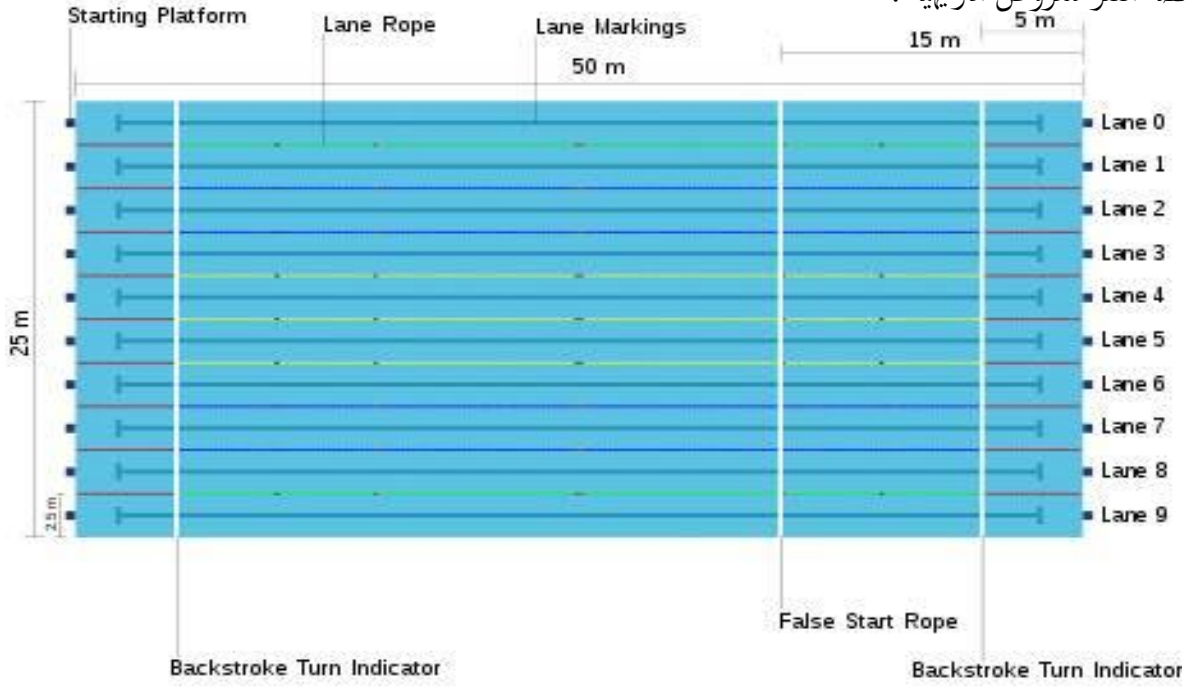 Starting Platform
Lane Rope
Lane Markings
5 m
15 m
50 m
25 m
2.5 m
Lane 0
Lane 1
Lane 2
Lane 3
Lane 4
Lane 5
Lane 6
Lane 7
Lane 8
Lane 9
False Start Rope
Backstroke Turn Indicator
Backstroke Turn Indicator